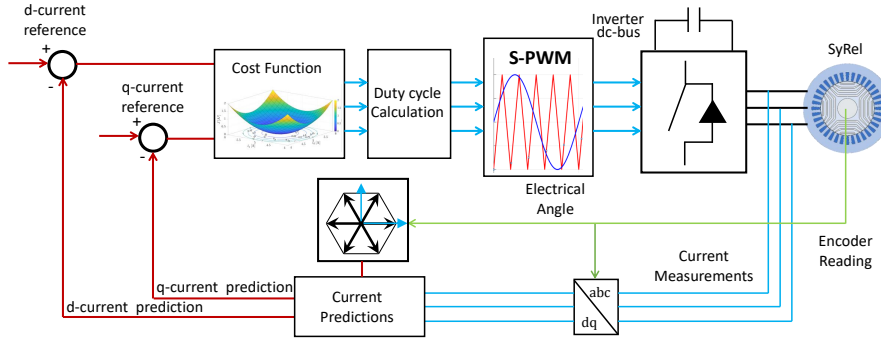 d-current
reference
+
-
q-current
reference
+
-
Cost Function
Duty cycle
Calculation
S-PWM
Inverter
dc-bus
SyRel
Electrical
Angle
Encoder
Reading
Current
Measurements
q-current prediction
d-current prediction
Current
Predictions
abc
dq